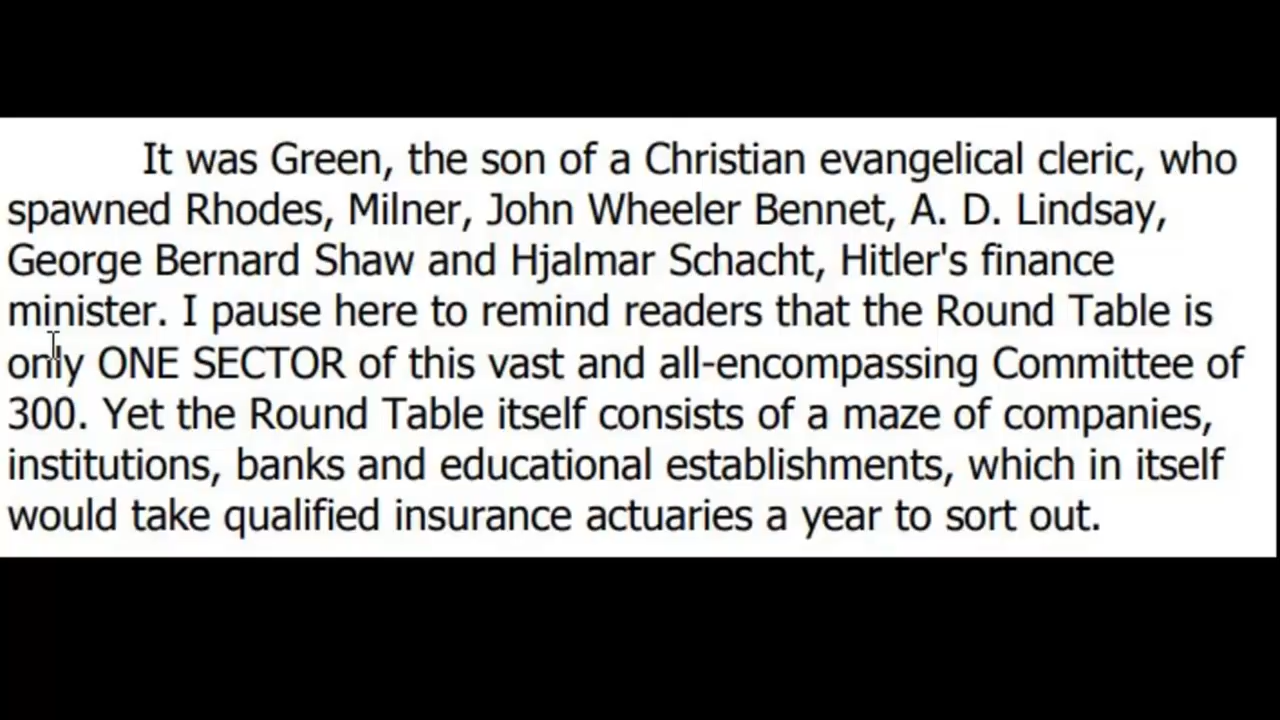 It was Green, the son of a Christian evangelical cleric, who
spawned Rhodes, Milner, John Wheeler Bennet, A. D. Lindsay,
George Bernard Shaw and Hjalmar Schacht, Hitler's finance
minister. I pause here to remind readers that the Round Table is
only ONE SECTOR of this vast and all-encompassing Committee of
300. Yet the Round Table itself consists of a maze of companies,
institutions, banks and educational establishments, which in itself
would take qualified insurance actuaries a year to sort out.